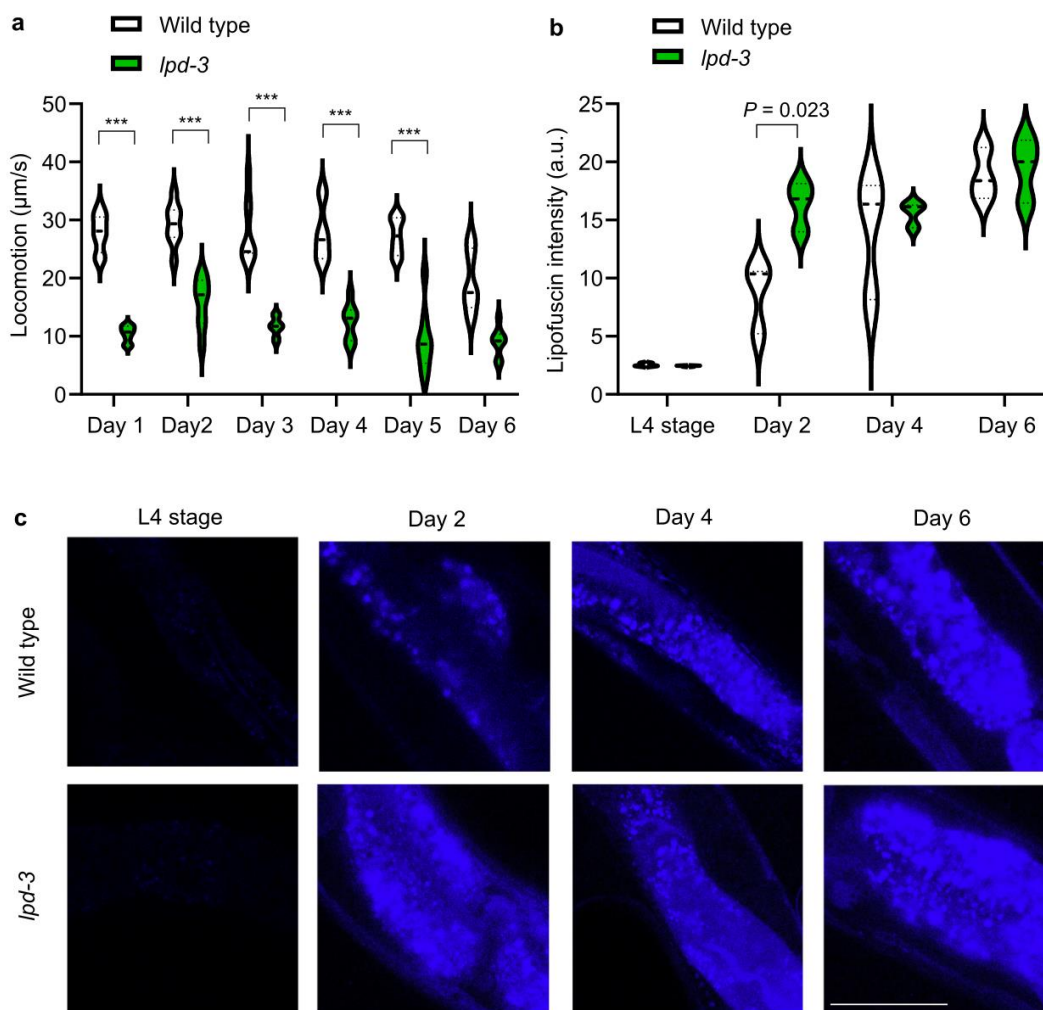 a
Wild type
lpd-3
Locomotion (μm/s)
50
40
30
20
10
0
***
***
***
***
***
Day 1
Day2
Day 3
Day 4
Day 5
Day 6
b
Wild type
lpd-3
Lipofuscin intensity (a.u.)
25
20
15
10
5
0
P = 0.023
L4 stage
Day 2
Day 4
Day 6
c
L4 stage
Day 2
Day 4
Day 6
Wild type
lpd-3